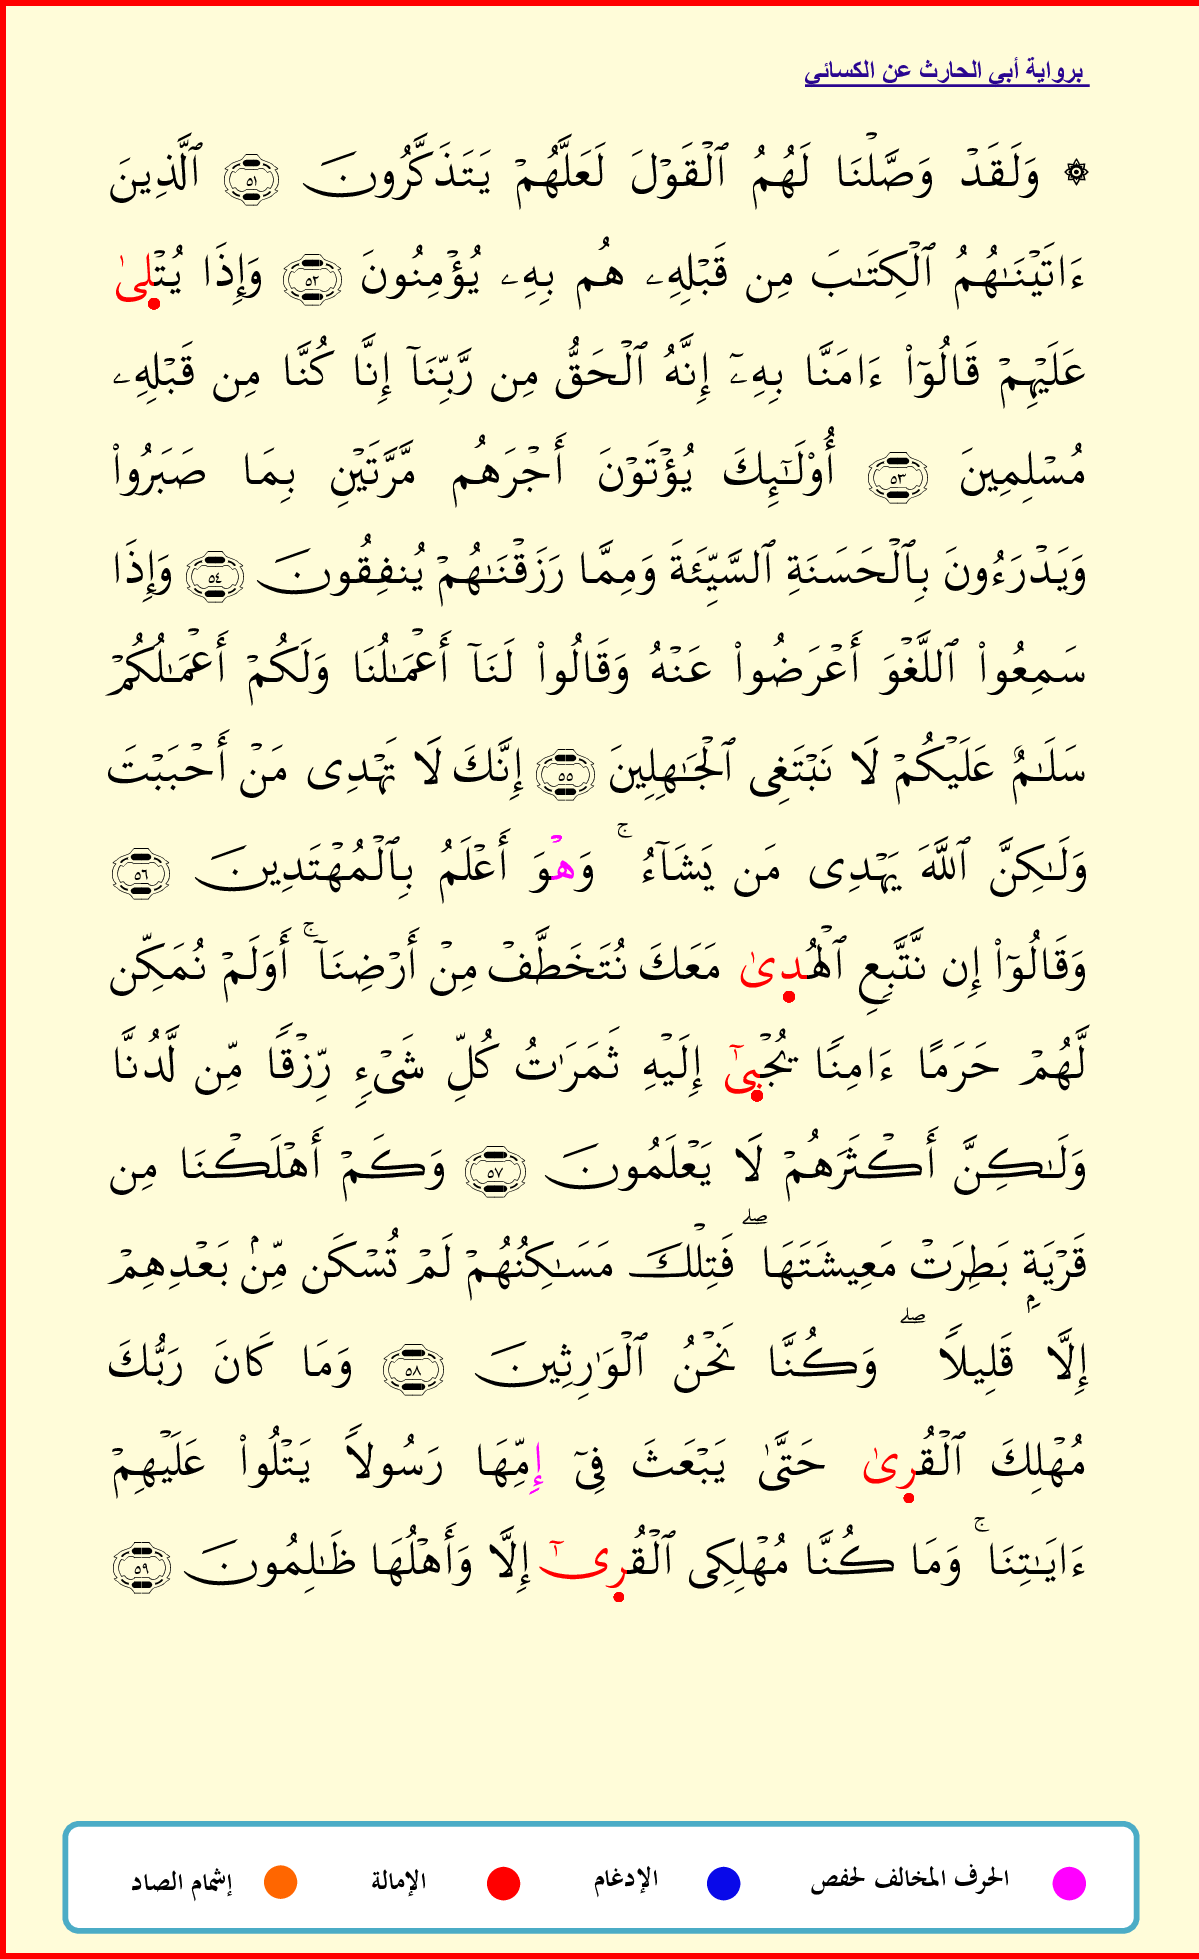 برواية أبي الحارث عن الكسائي
۞ وَلَقَدۡ وَصَّلۡنَا لَهُمُ ٱلۡقَوۡلَ لَعَلَّهُمۡ يَتَذَكَّرُونَ ٥١ ٱلَّذِينَ
ءَاتَيۡنَٰهُمُ ٱلۡكِتَٰبَ مِن قَبۡلِهِۦ هُم بِهِۦ يُؤۡمِنُونَ ٥٢ وَإِذَا يُتۡلِىٰ
عَلَيۡهِمۡ قَالُوٓاْ ءَامَنَّا بِهِۦٓ إِنَّهُ ٱلۡحَقُّ مِن رَّبِّنَآ إِنَّا كُنَّا مِن قَبۡلِهِۦ
مُسۡلِمِينَ ٥٣ أُوْلَٰٓئِكَ يُؤۡتَوۡنَ أَجۡرَهُم مَّرَّتَيۡنِ بِمَا صَبَرُواْ
وَيَدۡرَءُونَ بِٱلۡحَسَنَةِ ٱلسَّيِّئَةَ وَمِمَّا رَزَقۡنَٰهُمۡ يُنفِقُونَ ٥٤ وَإِذَا
سَمِعُواْ ٱللَّغۡوَ أَعۡرَضُواْ عَنۡهُ وَقَالُواْ لَنَآ أَعۡمَٰلُنَا وَلَكُمۡ أَعۡمَٰلُكُمۡ
سَلَٰمٌ عَلَيۡكُمۡ لَا نَبۡتَغِى ٱلۡجَٰهِلِينَ ٥٥ إِنَّكَ لَا تَهۡدِى مَنۡ أَحۡبَبۡتَ
وَلَٰكِنَّ ٱللَّهَ يَهۡدِى مَن يَشَآءُۚ وَهۡوَ أَعۡلَمُ بِٱلۡمُهۡتَدِينَ ٥٦
وَقَالُوٓاْ إِن نَّتَّبِعِ ٱلۡهُدِىٰ مَعَكَ نُتَخَطَّفۡ مِنۡ أَرۡضِنَآۚ أَوَلَمۡ نُمَكِّن
لَّهُمۡ حَرَمًا ءَامِنًا يُجۡبِىٰٓ إِلَيۡهِ ثَمَرَٰتُ كُلِّ شَىۡءٖ رِّزۡقًا مِّن لَّدُنَّا
وَلَٰكِنَّ أَكۡثَرَهُمۡ لَا يَعۡلَمُونَ ٥٧ وَكَمۡ أَهۡلَكۡنَا مِن
قَرۡيَةِۭ بَطِرَتۡ مَعِيشَتَهَاۖ فَتِلۡكَ مَسَٰكِنُهُمۡ لَمۡ تُسۡكَن مِّنۢ بَعۡدِهِمۡ
إِلَّا قَلِيلًاۖ وَكُنَّا نَحۡنُ ٱلۡوَٰرِثِينَ ٥٨ وَمَا كَانَ رَبُّكَ
مُهۡلِكَ ٱلۡقُرِىٰ حَتَّىٰ يَبۡعَثَ فِىٓ إِمِّهَا رَسُولًا يَتۡلُواْ عَلَيۡهِمۡ
ءَايَٰتِنَاۚ وَمَا كُنَّا مُهۡلِكِى ٱلۡقُرِىٓ إِلَّا وَأَهۡلُهَا ظَٰلِمُونَ ٥٩
الحرف المخالف لحفص الإدغام الإمالة إشمام الصاد